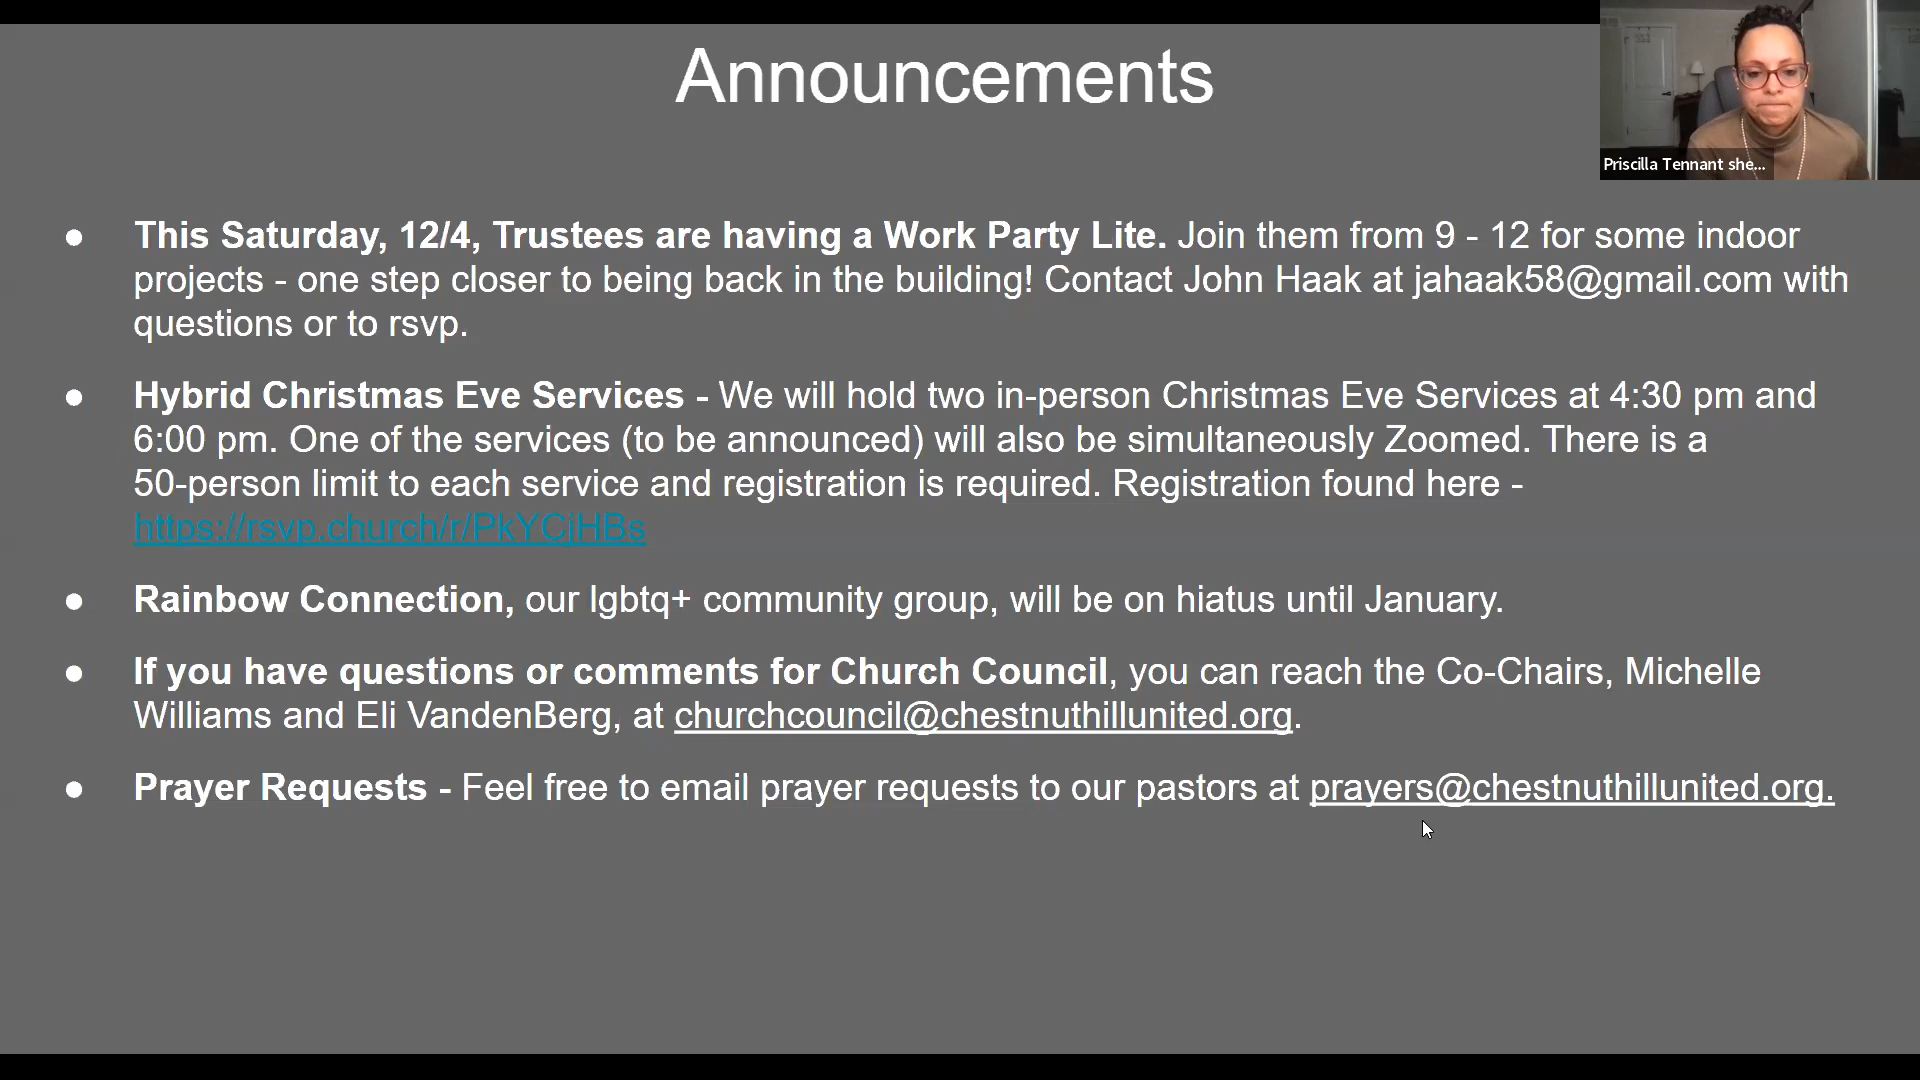 Announcements
Priscilla Tennant she...
● This Saturday, 12/4, Trustees are having a Work Party Lite. Join them from 9 - 12 for some indoor
projects - one step closer to being back in the building! Contact John Haak at jahaak58@gmail.com with
questions or to rsvp.
● Hybrid Christmas Eve Services - We will hold two in-person Christmas Eve Services at 4:30 pm and
6:00 pm. One of the services (to be announced) will also be simultaneously Zoomed. There is a
50-person limit to each service and registration is required. Registration found here -
https://rsvp.church/r/PkYCjHBs
● Rainbow Connection, our lgbtq+ community group, will be on hiatus until January.
● If you have questions or comments for Church Council, you can reach the Co-Chairs, Michelle
Williams and Eli VandenBerg, at churchcouncil@chestnuthillunited.org.
● Prayer Requests - Feel free to email prayer requests to our pastors at prayers@chestnuthillunited.org.